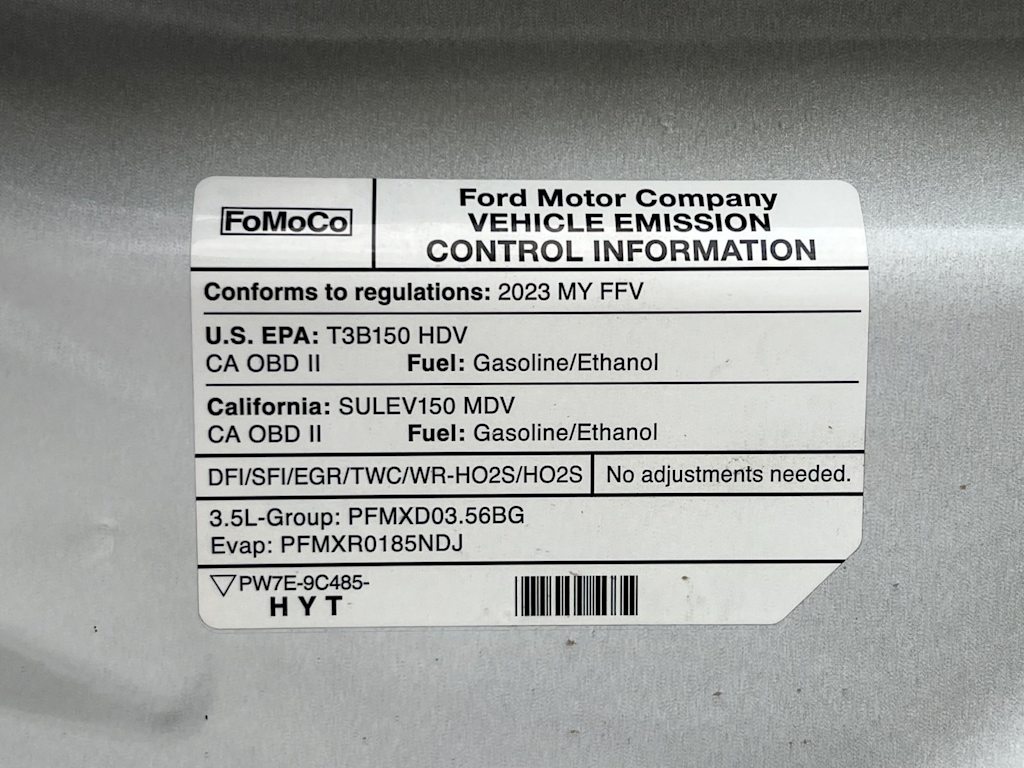 FoMoCo
Ford Motor Company
VEHICLE EMISSION
CONTROL INFORMATION
Conforms to regulations: 2023 MY FFV
U.S. EPA: T3B150 HDV
CA OBD II Fuel: Gasoline/Ethanol
California: SULEV150 MDV
CA OBD II Fuel: Gasoline/Ethanol
DFI/SFI/EGR/TWC/WR-HO2S/HO2S No adjustments needed.
3.5L-Group: PFMXD03.56BG
Evap: PFMXR0185NDJ
PW7E-9C485-
HYT